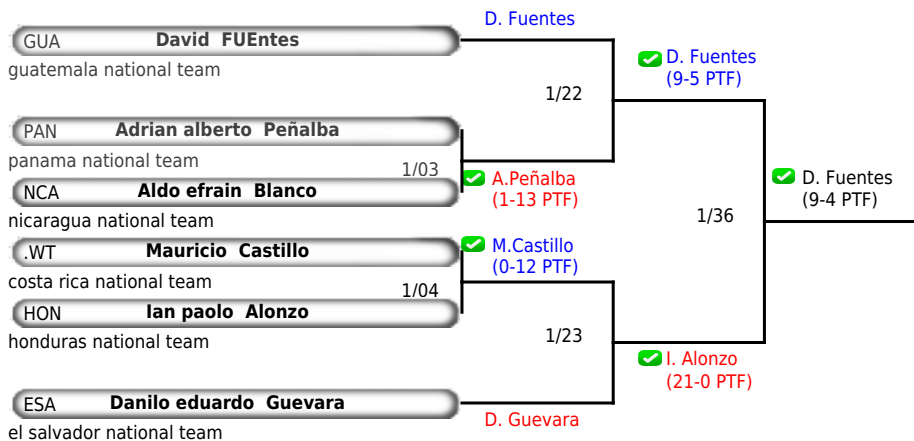 D. Fuentes
GUA David FUEntes
guatemala national team
D. Fuentes
(9-5 PTF)
1/22
PAN Adrian alberto Peñalba
panama national team
1/03
NCA Aldo efrain Blanco
nicaragua national team
A.Peñalba
(1-13 PTF)
D. Fuentes
(9-4 PTF)
1/36
.WT Mauricio Castillo
costa rica national team
M.Castillo
(0-12 PTF)
1/04
HON Ian paolo Alonzo
honduras national team
1/23
I. Alonzo
(21-0 PTF)
ESA Danilo eduardo Guevara
el salvador national team
D. Guevara